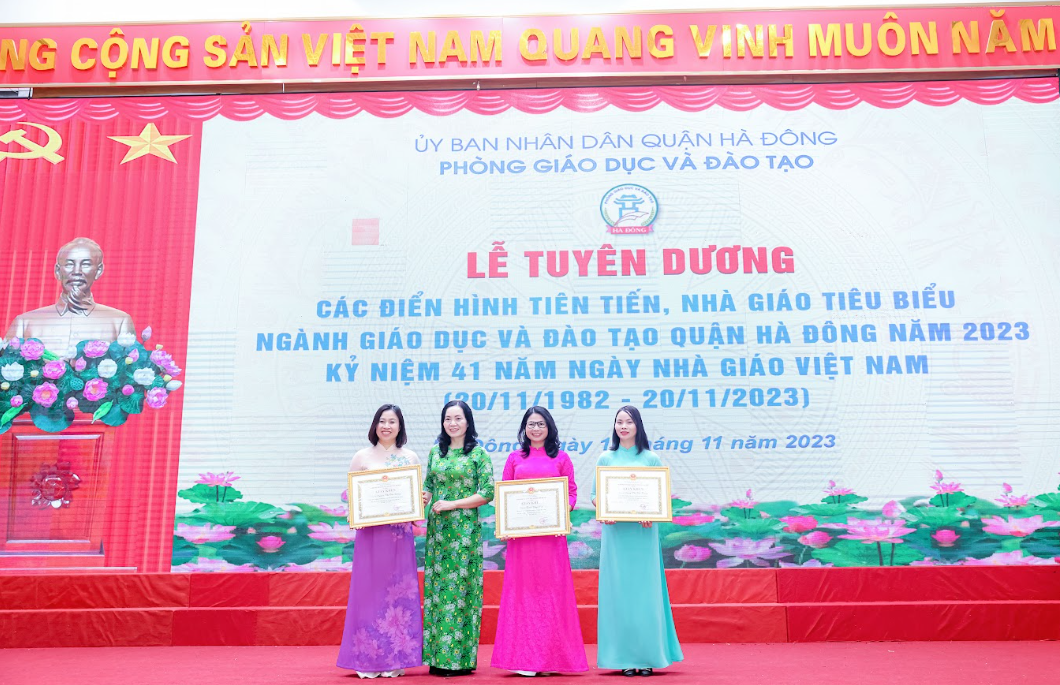 NG CỘNG SẢN VIỆT NAM QUANG VINH MUÔN NĂM
ỦY BAN NHÂN DÂN QUẬN HÀ ĐÔNG
PHÒNG GIÁO DỤC VÀ ĐÀO TẠO
HÀ ĐÔNG
LỄ TUYÊN DƯƠNG
CÁC ĐIỂN HÌNH TIÊN TIẾN, NHÀ GIÁO TIÊU BIỂU
NGÀNH GIÁO DỤC VÀ ĐÀO TẠO QUẬN HÀ ĐÔNG NĂM 2023
KỶ NIỆM 41 NĂM NGÀY NHÀ GIÁO VIỆT NAM
(20/11/1982 - 20/11/2023)
Đông, ngày 11 năm 2023